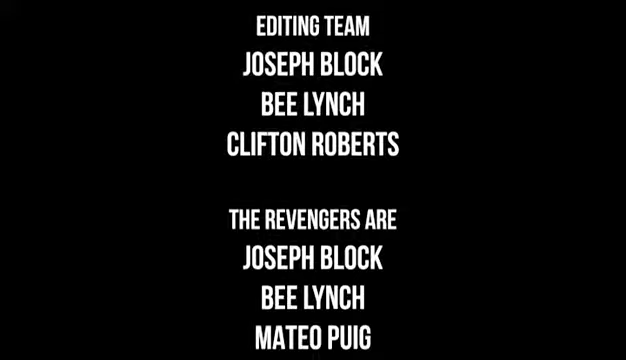 EDITING TEAM
JOSEPH BLOCK
BEE LYNCH
CLIFTON ROBERTS
THE REVENGERS ARE
JOSEPH BLOCK
BEE LYNCH
MATEO PUIG